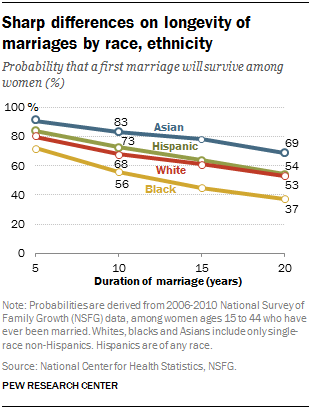 Sharp differences on longevity of
marriages by race, ethnicity
Probability that a first marriage will survive among
women (%)
100 %
80
60
40
20
0
83
73
68
56
Asian
Hispanic
White
Black
69
54
53
37
5
10
15
20
Duration of marriage (years)
Note: Probabilities are derived from 2006-2010 National Survey of
Family Growth (NSFG) data, among women ages 15 to 44 who have
ever been married. Whites, blacks and Asians include only single-
race non-Hispanics. Hispanics are of any race.
Source: National Center for Health Statistics, NSFG.
PEW RESEARCH CENTER